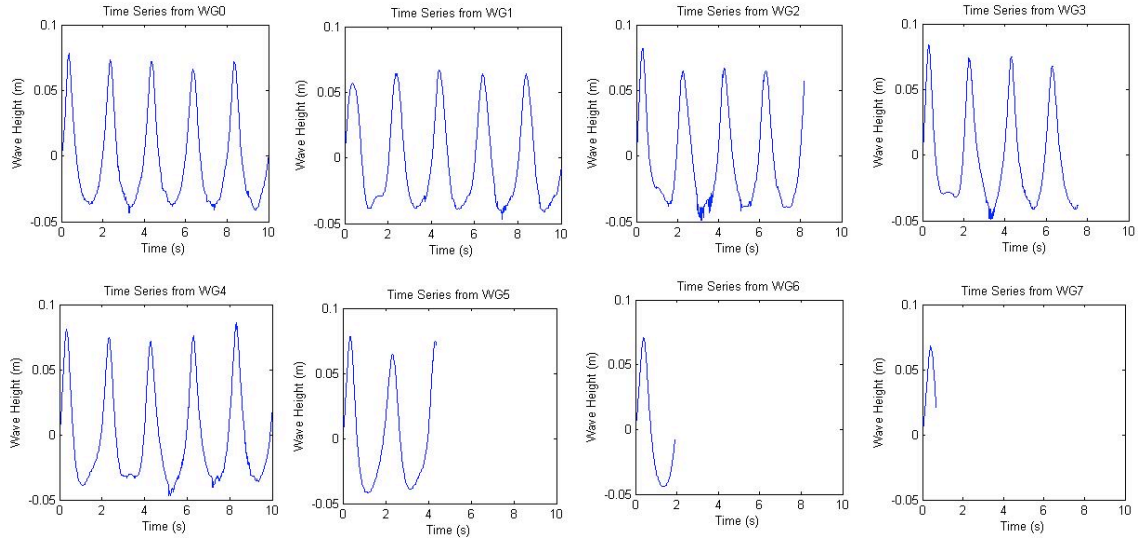 Time Series from WG0
0.1
0.05
0
-0.05
Wave Height (m)
0 2 4 6 8 10
Time (s)
Time Series from WG1
0.1
0.05
0
0.05
Wave Height (m)
0 2 4 6 8 10
Time (s)
Time Series from WG2
0.1
0.05
0
-0.05
Wave Height (m)
0 2 4 6 8 10
Time (s)
Time Series from WG3
0.1
0.05
0
-0.05
Wave Height (m)
0 2 4 6 8 10
Time (s)
Time Series from WG4
0.1
0.05
0
-0.05
Wave Height (m)
0 2 4 6 8 10
Time (s)
Time Series from WG5
0.1
0.05
0
0.05
Wave Height (m)
0 2 4 6 8 10
Time (s)
Time Series from WG6
0.1
0.05
0
-0.05
Wave Height (m)
0 2 4 6 8 10
Time (s)
Time Series from WG7
0.1
0.05
0
-0.05
Wave Height (m)
0 2 4 6 8 10
Time (s)